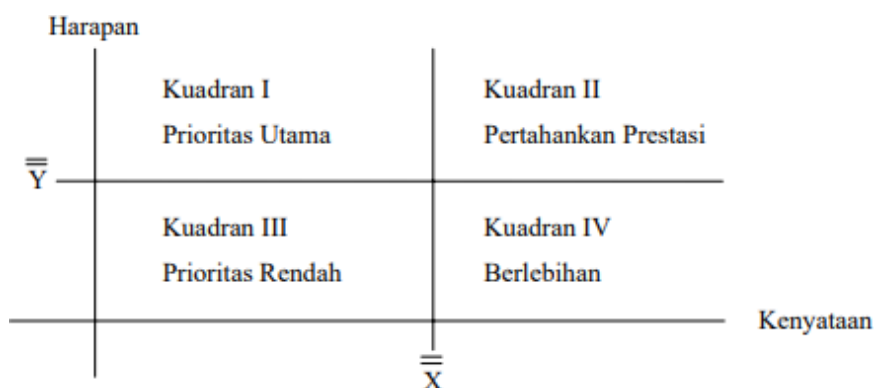 Harapan
Kuadran I
Prioritas Utama
Kuadran II
Pertahankan Prestasi
Y
Kuadran III
Prioritas Rendah
Kuadran IV
Berlebihan
Kenyataan
X